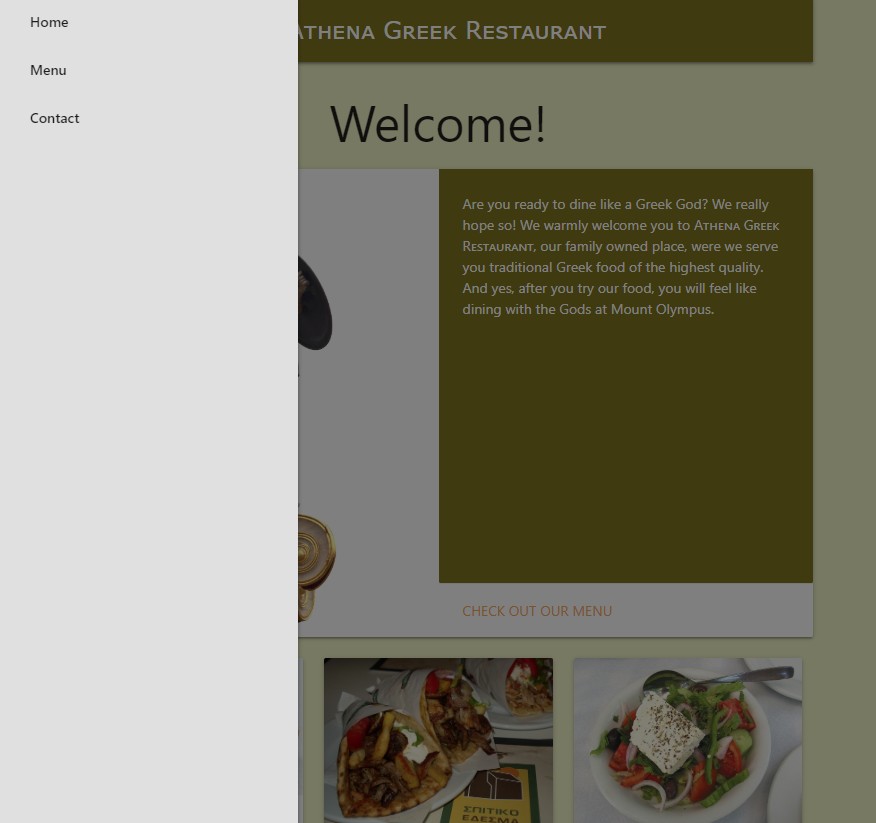 Home
Menu
Contact
Athena Greek Restaurant
Welcome!
Are you ready to dine like a Greek God? We really
hope so! We warmly welcome you to Athena Greek
Restaurant, our family owned place, were we serve
you traditional Greek food of the highest quality.
And yes, after you try our food, you will feel like
dining with the Gods at Mount Olympus.
CHECK OUT OUR MENU
ΣΠΙΤΙΚΟ
ΕΔΕΣΜΑ